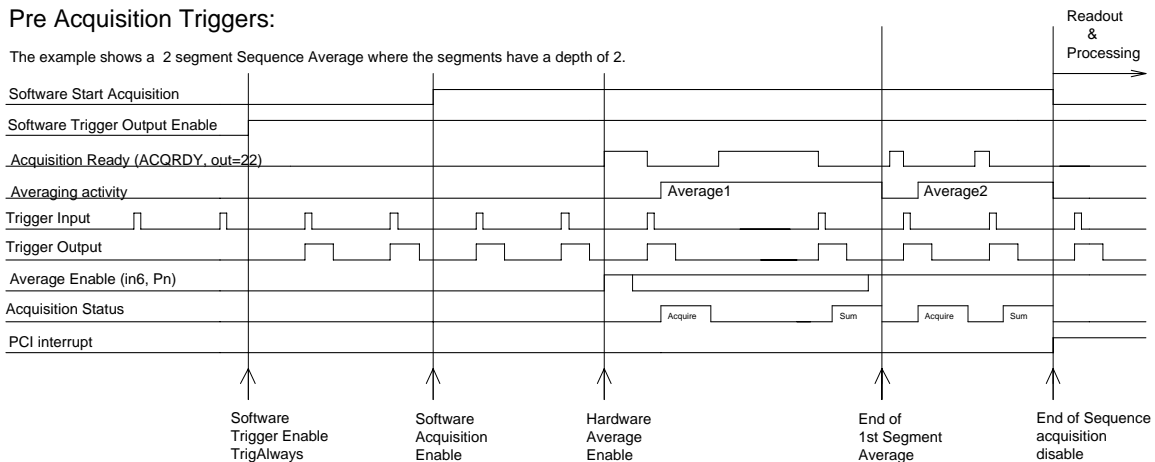 Pre Acquisition Triggers:
Readout
&
Processing
The example shows a 2 segment Sequence Average where the segments have a depth of 2.
Software Start Acquisition
Software Trigger Output Enable
Acquisition Ready (ACQRDY, out=22)
Averaging activity
Average1
Average2
Trigger Input
Trigger Output
Average Enable (in6, Pn)
Acquisition Status
Acquire
Sum
Acquire
Sum
PCI interrupt
Software
Trigger Enable
TrigAlways
Software
Acquisition
Enable
Hardware
Average
Enable
End of
1st Segment
Average
End of Sequence
acquisition
disable